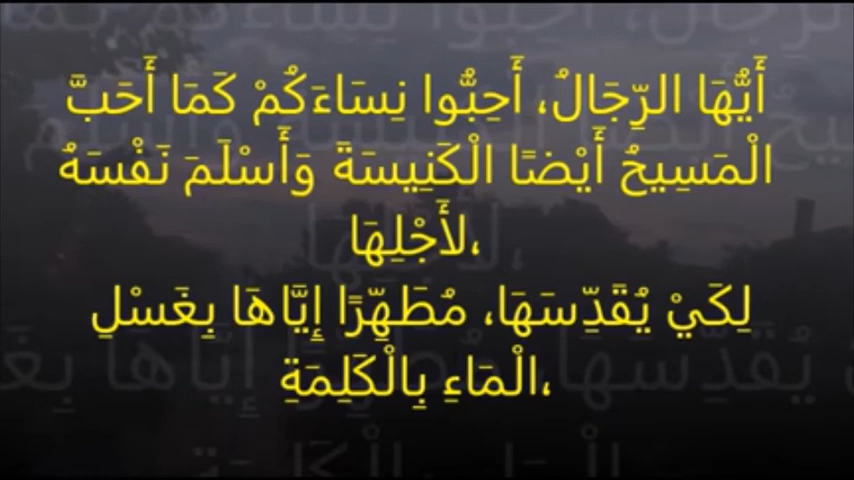 أَيُّهَا الرِّجَالُ، أَحِبُّوا نِسَاءَكُمْ كَمَا أَحَبَّ
الْمَسِيحُ أَيْضًا الْكَنِيسَةَ وَأَسْلَمَ نَفْسَهُ
،لأَجْلِهَا
لِكَيْ يُقَدِّسَهَا، مُطَهِّرًا إِيَّاهَا بِغَسْلِ
،الْمَاءِ بِالْكَلِمَةِ